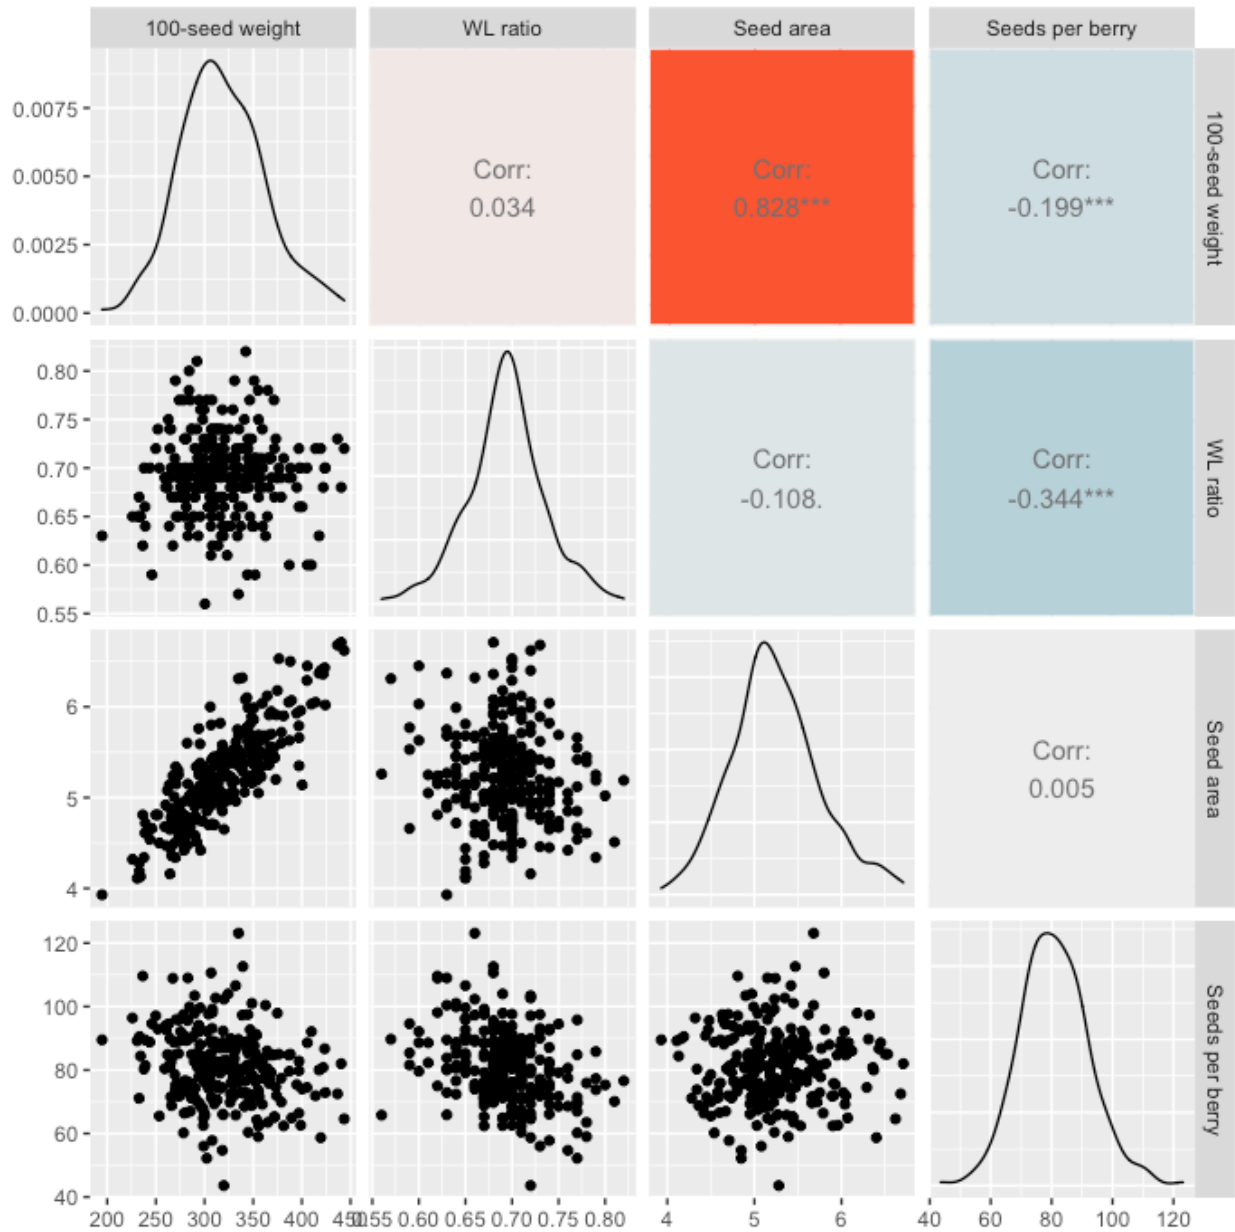 100-seed weight WL ratio Seed area Seeds per berry
0.0075
0.0050
0.0025
0.0000
Corr:
0.034
Corr:
0.828***
Corr:
-0.199***
100-seed weight
0.80
0.75
0.70
0.65
0.60
0.55
Corr:
-0.108.
Corr:
-0.344***
WL ratio
6
5
4
Corr:
0.005
Seed area
120
100
80
60
40
Seeds per berry
200 250 300 350 400 450 0.55 0.60 0.65 0.70 0.75 0.80 4 5 6 40 60 80 100 120